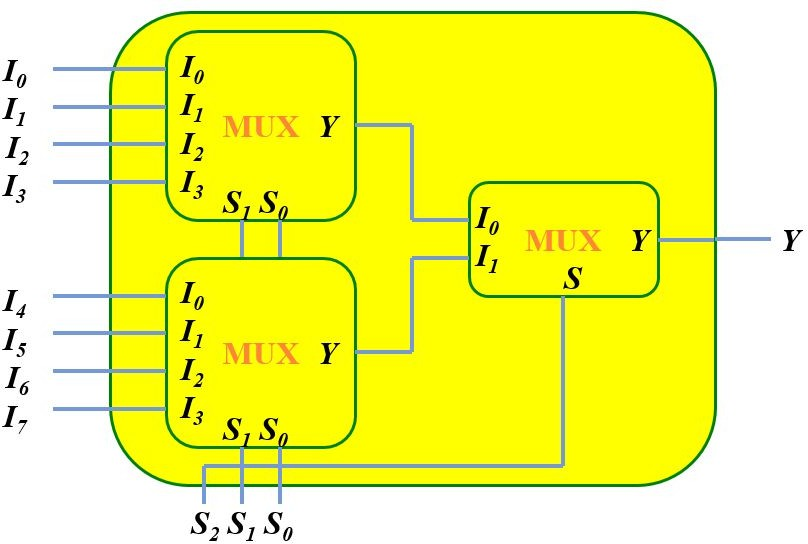 I₀ I₀
I₁ I₁
MUX Y
I₂ I₂
I₃ I₃
S₁ S₀
I₀
MUX Y Y
I₁
S
I₄ I₀
I₅ I₁
MUX Y
I₆ I₂
I₇ I₃
S₁ S₀
S₂ S₁ S₀